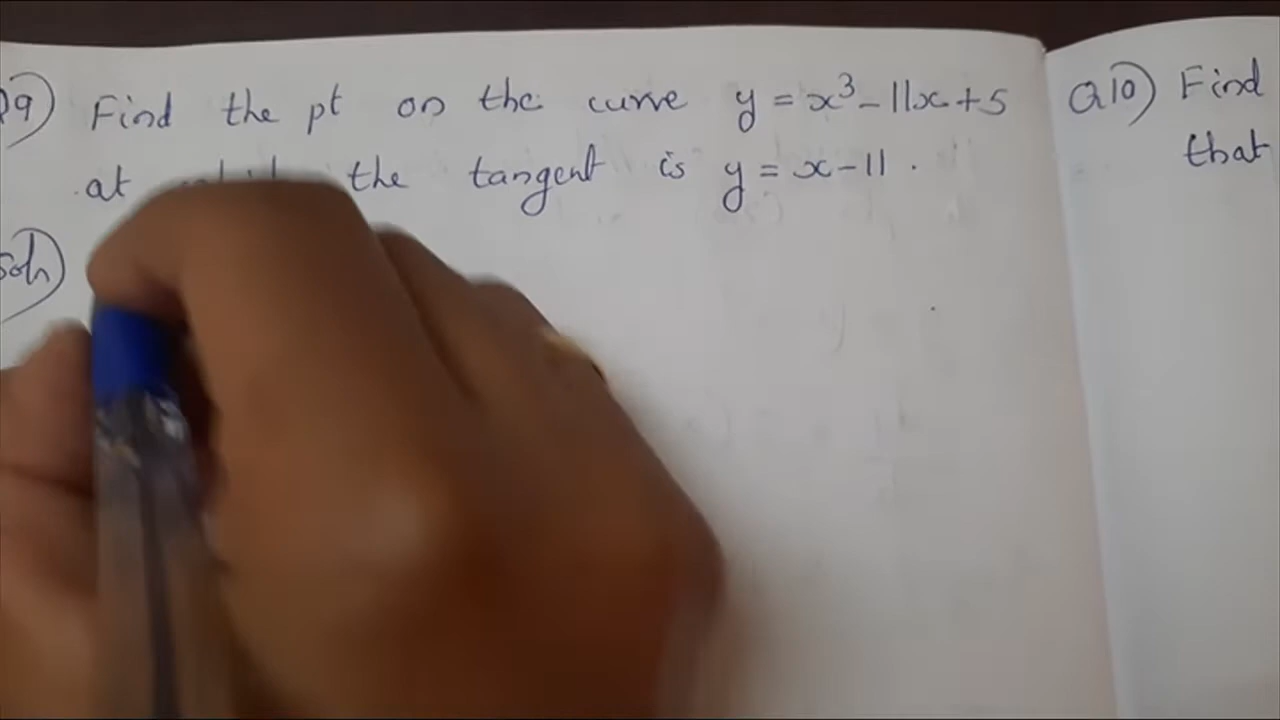 Q9) Find the pt on the curve y = x³ - 11x + 5
at the tangent is y = x - 11 .
Soln)
Q10) Find
that